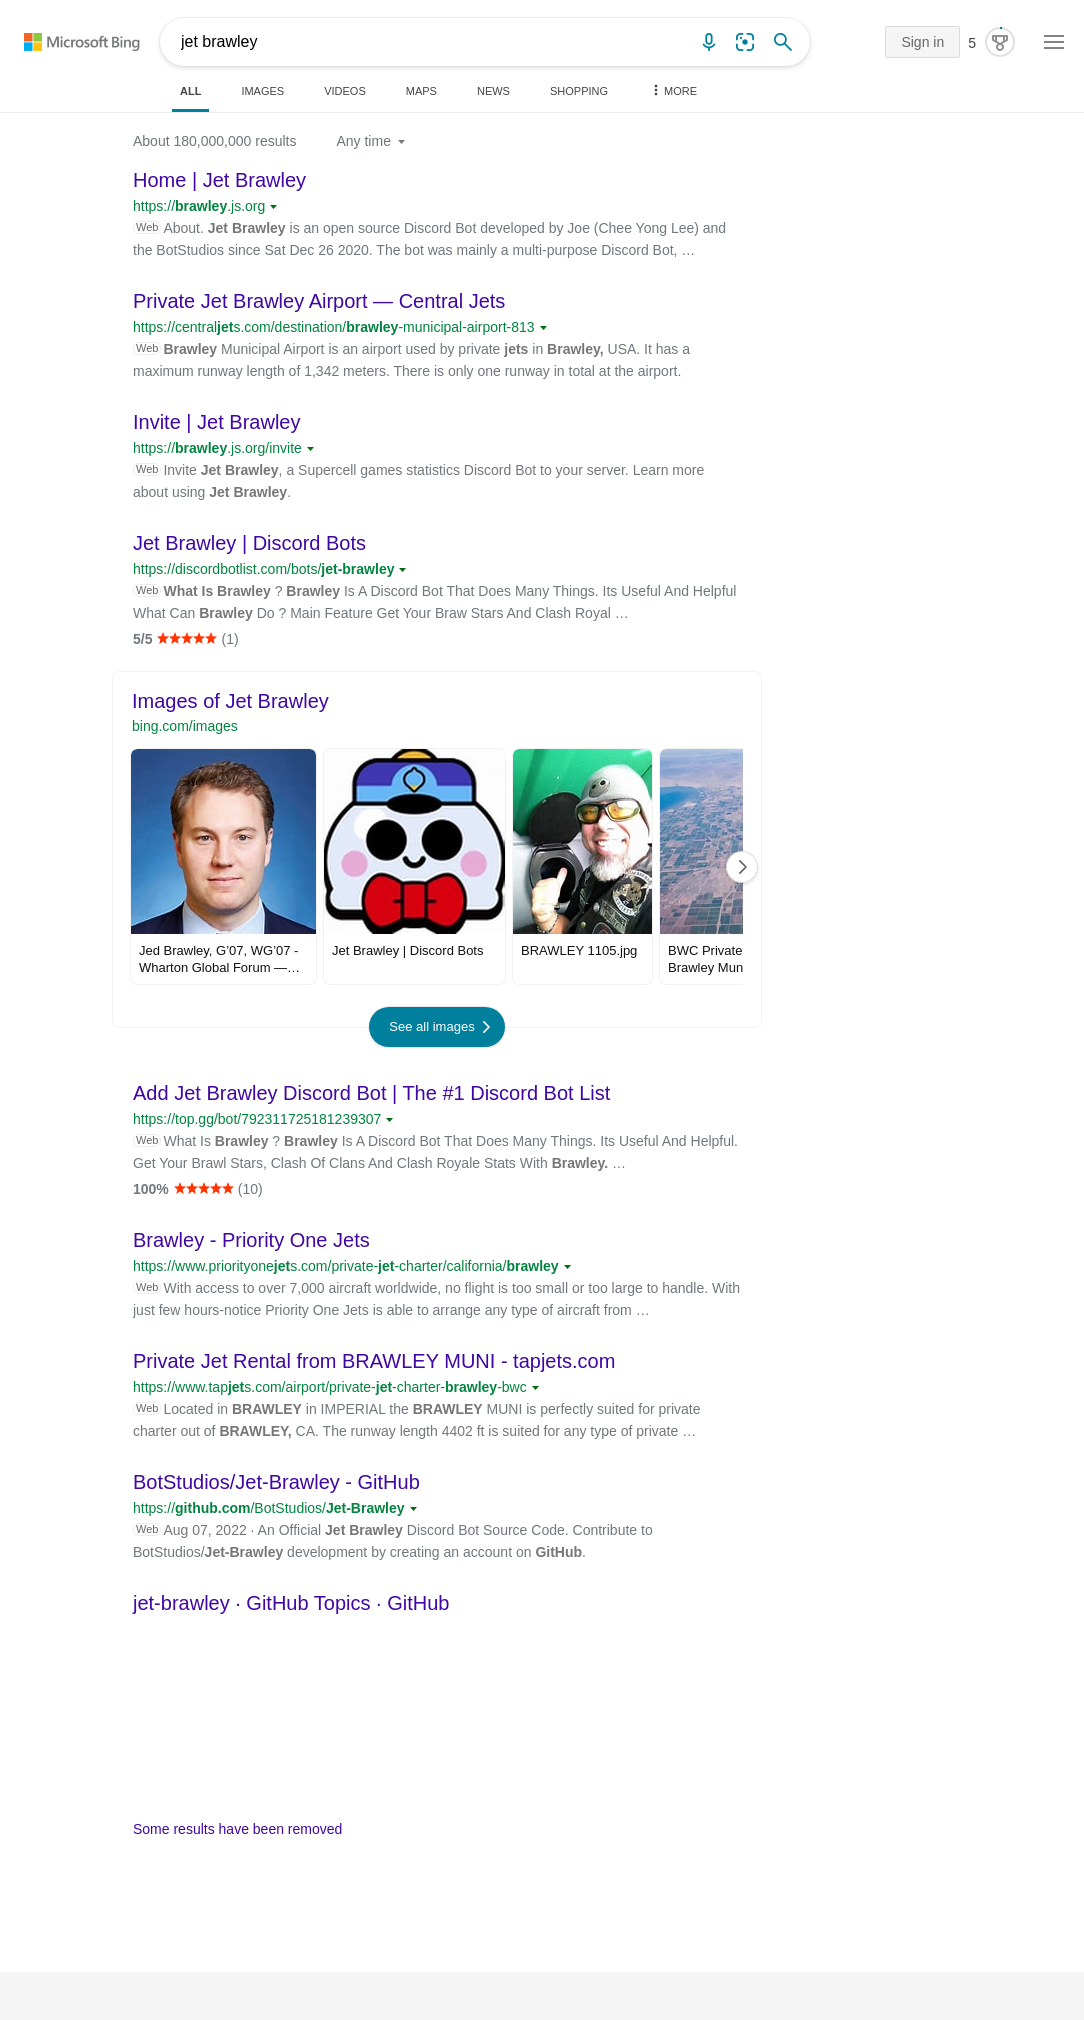 Microsoft Bing
jet brawley
Sign in
5
ALL
IMAGES
VIDEOS
MAPS
NEWS
SHOPPING
MORE
About 180,000,000 results
Any time
Home | Jet Brawley
https://brawley.js.org
Web About. Jet Brawley is an open source Discord Bot developed by Joe (Chee Yong Lee) and
the BotStudios since Sat Dec 26 2020. The bot was mainly a multi-purpose Discord Bot, …
Private Jet Brawley Airport — Central Jets
https://centraljets.com/destination/brawley-municipal-airport-813
Web Brawley Municipal Airport is an airport used by private jets in Brawley, USA. It has a
maximum runway length of 1,342 meters. There is only one runway in total at the airport.
Invite | Jet Brawley
https://brawley.js.org/invite
Web Invite Jet Brawley, a Supercell games statistics Discord Bot to your server. Learn more
about using Jet Brawley.
Jet Brawley | Discord Bots
https://discordbotlist.com/bots/jet-brawley
Web What Is Brawley ? Brawley Is A Discord Bot That Does Many Things. Its Useful And Helpful
What Can Brawley Do ? Main Feature Get Your Braw Stars And Clash Royal …
5/5 ★★★★★ (1)
Images of Jet Brawley
bing.com/images
Jed Brawley, G’07, WG’07 -
Wharton Global Forum —…
Jet Brawley | Discord Bots
BRAWLEY 1105.jpg
BWC Private
Brawley Mun
See all images
Add Jet Brawley Discord Bot | The #1 Discord Bot List
https://top.gg/bot/792311725181239307
Web What Is Brawley ? Brawley Is A Discord Bot That Does Many Things. Its Useful And Helpful.
Get Your Brawl Stars, Clash Of Clans And Clash Royale Stats With Brawley. …
100% ★★★★★ (10)
Brawley - Priority One Jets
https://www.priorityonejets.com/private-jet-charter/california/brawley
Web With access to over 7,000 aircraft worldwide, no flight is too small or too large to handle. With
just few hours-notice Priority One Jets is able to arrange any type of aircraft from …
Private Jet Rental from BRAWLEY MUNI - tapjets.com
https://www.tapjets.com/airport/private-jet-charter-brawley-bwc
Web Located in BRAWLEY in IMPERIAL the BRAWLEY MUNI is perfectly suited for private
charter out of BRAWLEY, CA. The runway length 4402 ft is suited for any type of private …
BotStudios/Jet-Brawley - GitHub
https://github.com/BotStudios/Jet-Brawley
Web Aug 07, 2022 · An Official Jet Brawley Discord Bot Source Code. Contribute to
BotStudios/Jet-Brawley development by creating an account on GitHub.
jet-brawley · GitHub Topics · GitHub
Some results have been removed